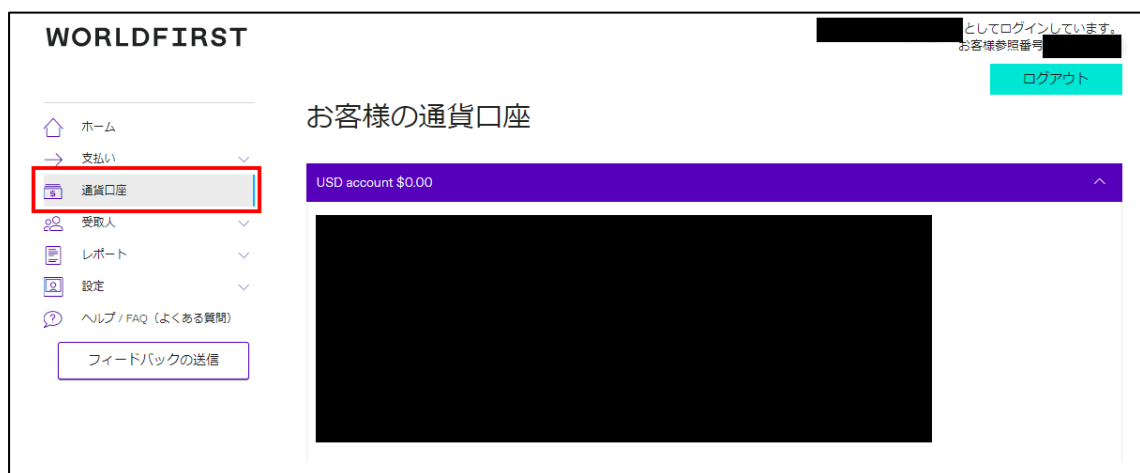 WORLDFIRST
としてログインしています。
お客様参照番号
ログアウト
ホーム
支払い
通貨口座
受取人
レポート
設定
ヘルプ / FAQ（よくある質問）
フィードバックの送信
お客様の通貨口座
USD account $0.00